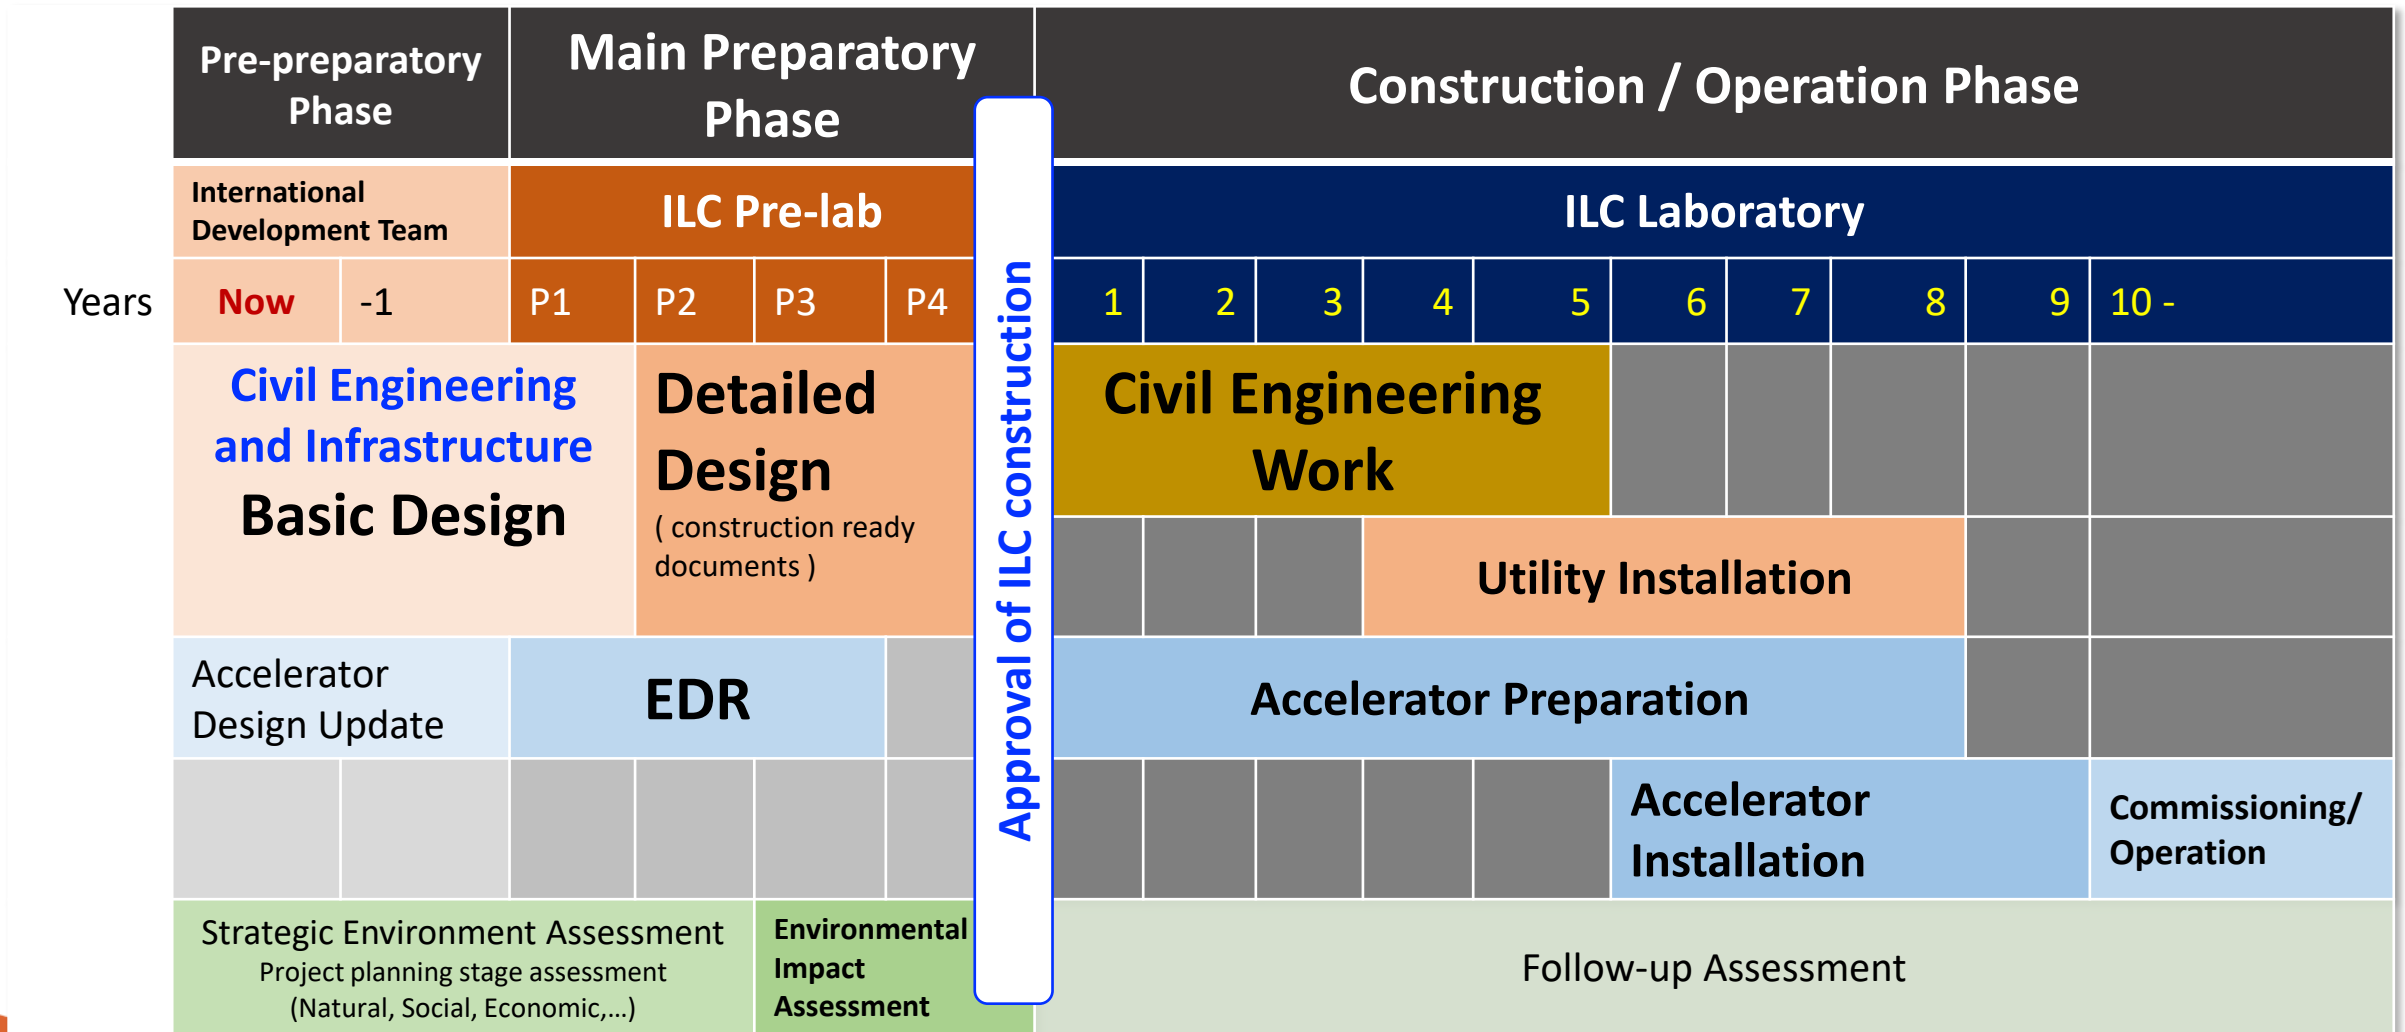 Pre-preparatory
Phase
Main Preparatory
Phase
Construction / Operation Phase
International
Development Team
ILC Pre-lab
ILC Laboratory
Years
Now
-1
P1
P2
P3
P4
1
2
3
4
5
6
7
8
9
10 -
Approval of ILC construction
Civil Engineering
and Infrastructure
Basic Design
Detailed
Design
( construction ready
documents )
Civil Engineering
Work
Utility Installation
Accelerator
Design Update
EDR
Accelerator Preparation
Accelerator
Installation
Commissioning/
Operation
Strategic Environment Assessment
Project planning stage assessment
(Natural, Social, Economic,...)
Environmental
Impact
Assessment
Follow-up Assessment